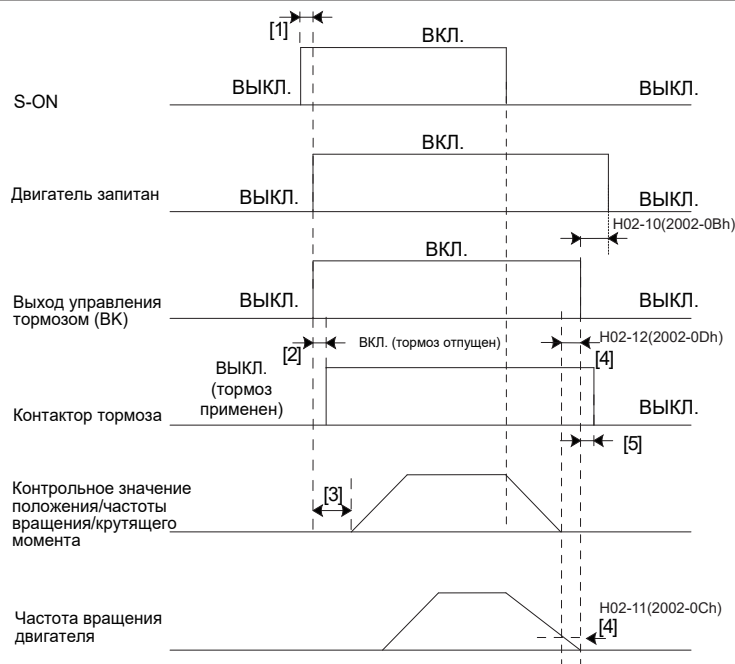 [1]
ВКЛ.
S-ON
ВЫКЛ.
ВЫКЛ.
ВКЛ.
Двигатель запитан
ВЫКЛ.
ВЫКЛ.
H02-10(2002-0Bh)
ВКЛ.
Выход управления
тормозом (BK)
ВЫКЛ.
ВЫКЛ.
[2]
ВКЛ. (тормоз отпущен)
H02-12(2002-0Dh)
[4]
ВЫКЛ.
(тормоз
применен)
Контактор тормоза
ВЫКЛ.
[5]
Контрольное значение
положения/частоты
вращения/крутящего
момента
[3]
Частота вращения
двигателя
H02-11(2002-0Ch)
[4]